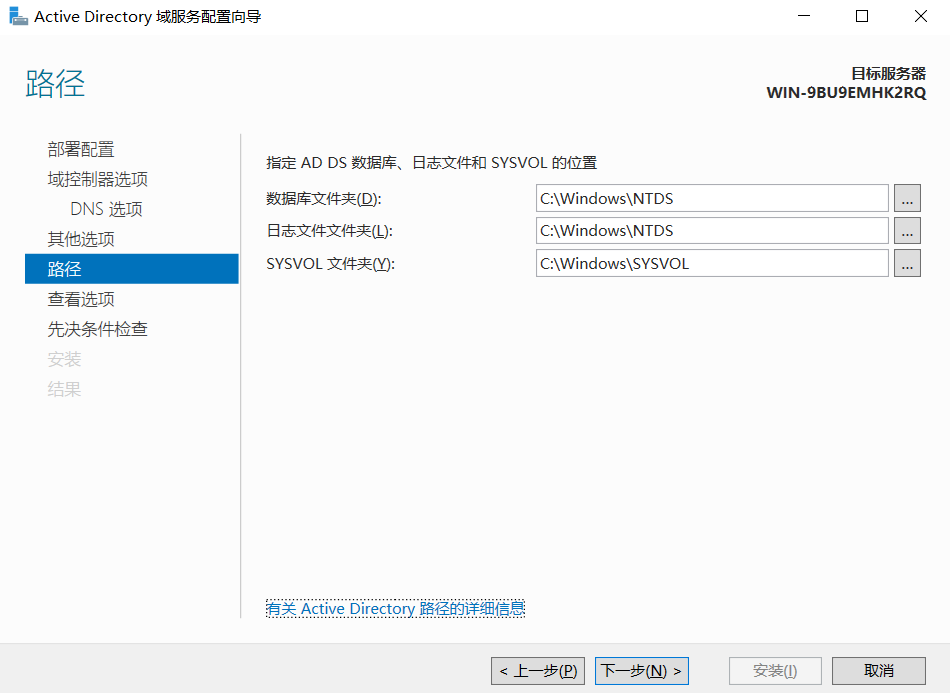 Active Directory 域服务配置向导
路径
目标服务器
WIN-9BU9EMHK2RQ
部署配置
域控制器选项
DNS 选项
其他选项
路径
查看选项
先决条件检查
安装
结果
指定 AD DS 数据库、日志文件和 SYSVOL 的位置
数据库文件夹(D): C:\Windows\NTDS ...
日志文件文件夹(L): C:\Windows\NTDS ...
SYSVOL 文件夹(Y): C:\Windows\SYSVOL ...
有关 Active Directory 路径的详细信息
< 上一步(P) 下一步(N) > 安装(I) 取消